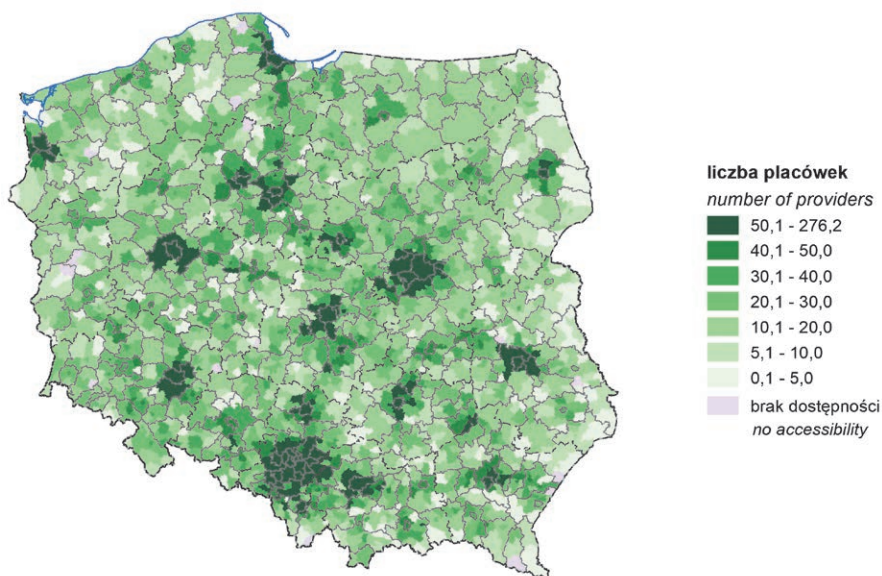 liczba placówek
number of providers
50,1 - 276,2
40,1 - 50,0
30,1 - 40,0
20,1 - 30,0
10,1 - 20,0
5,1 - 10,0
0,1 - 5,0
brak dostępności
no accessibility